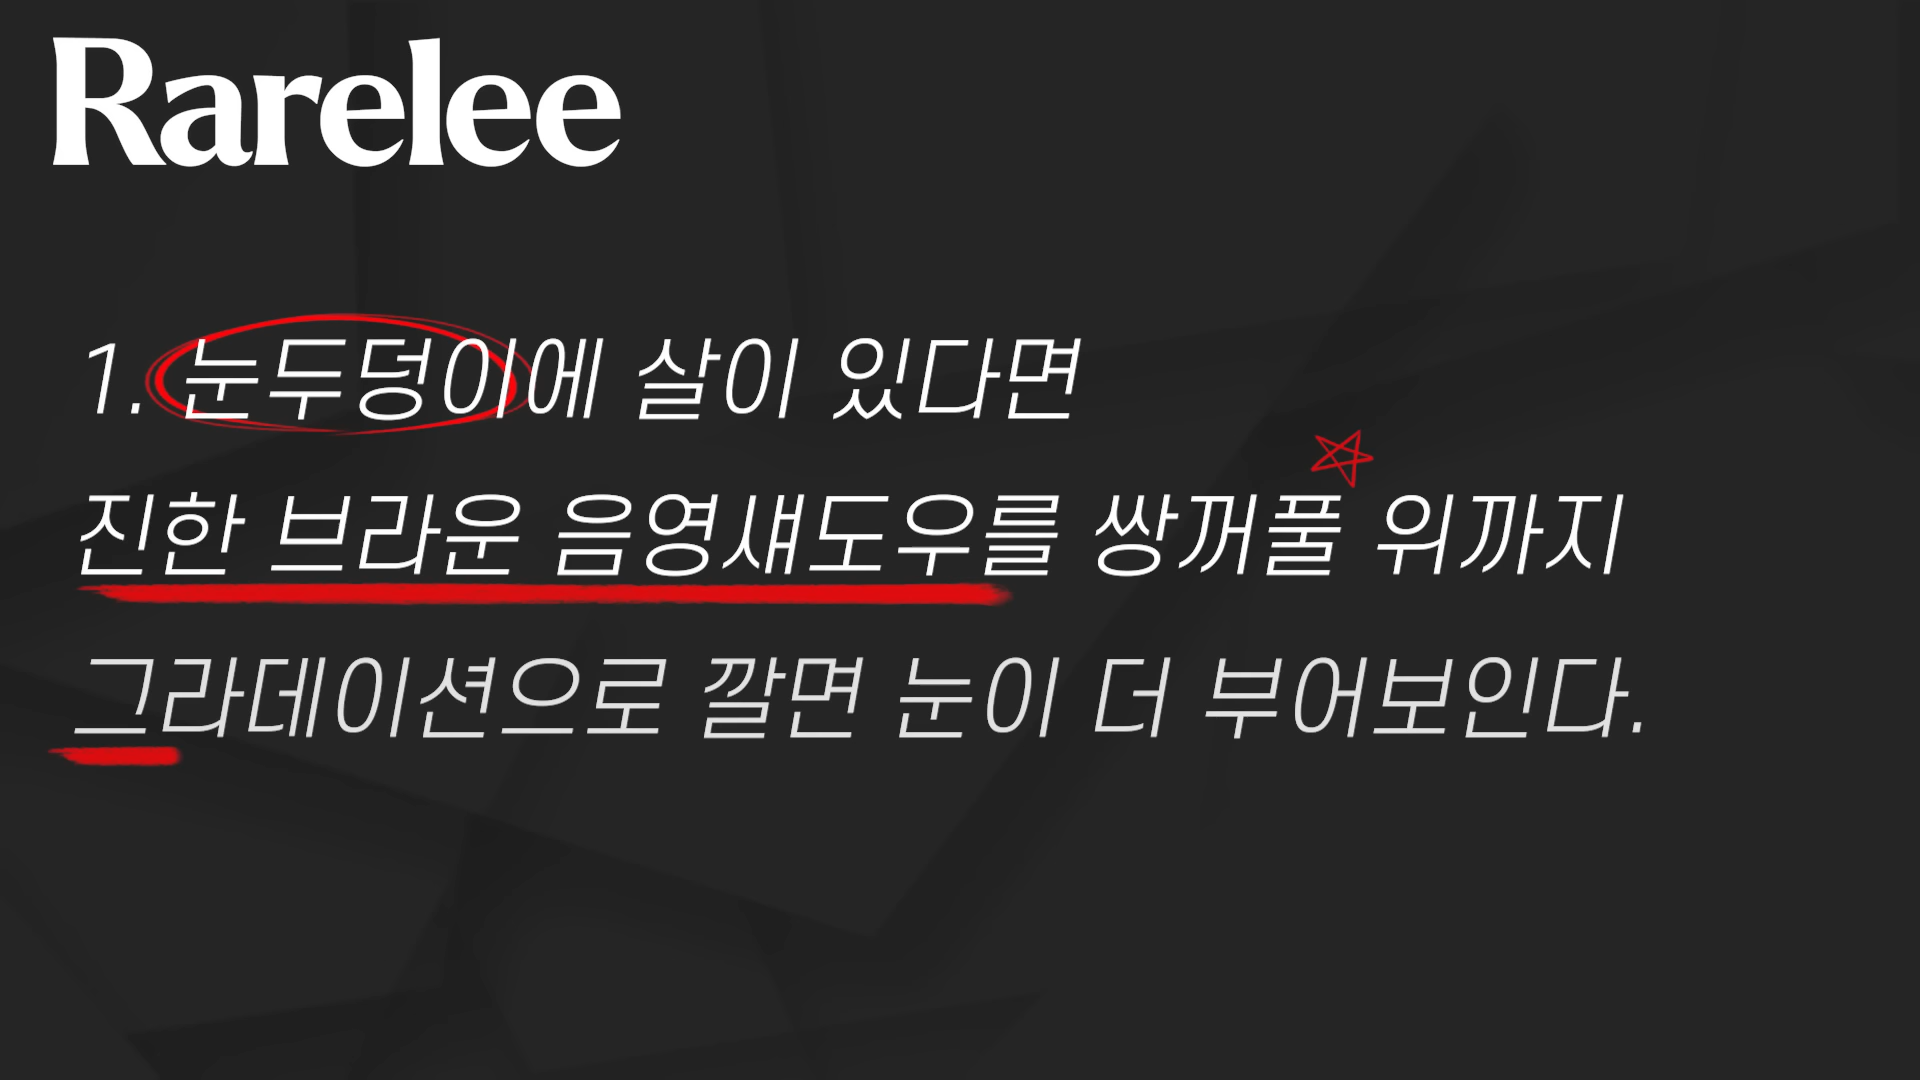 Rarelee
1. 눈두덩이에 살이 있다면
진한 브라운 음영섀도우를 쌍꺼풀 위까지
그라데이션으로 깔면 눈이 더 부어보인다.